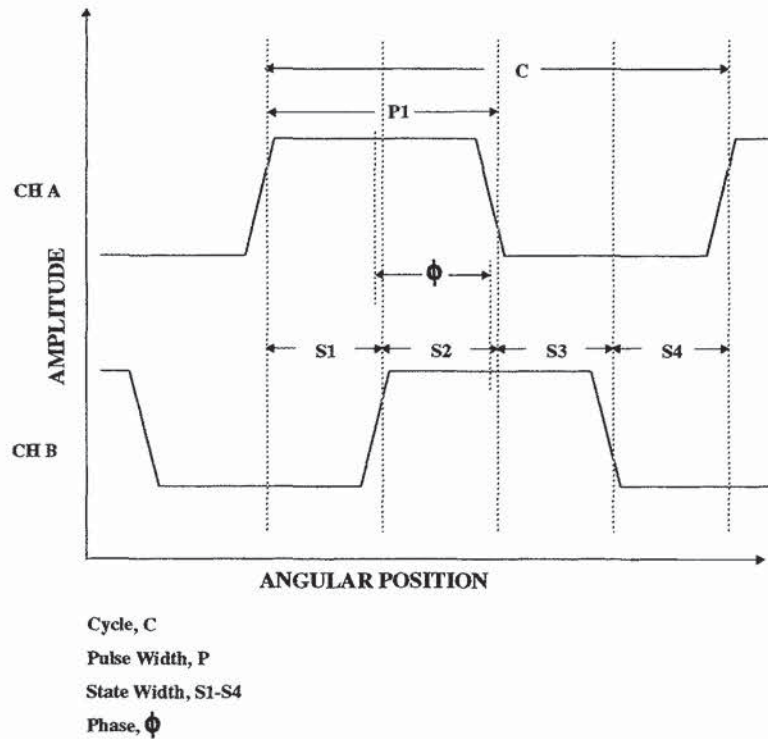 C
P1
CH A
ϕ
AMPLITUDE
S1 S2 S3 S4
CH B
ANGULAR POSITION
Cycle, C
Pulse Width, P
State Width, S1-S4
Phase, ϕ